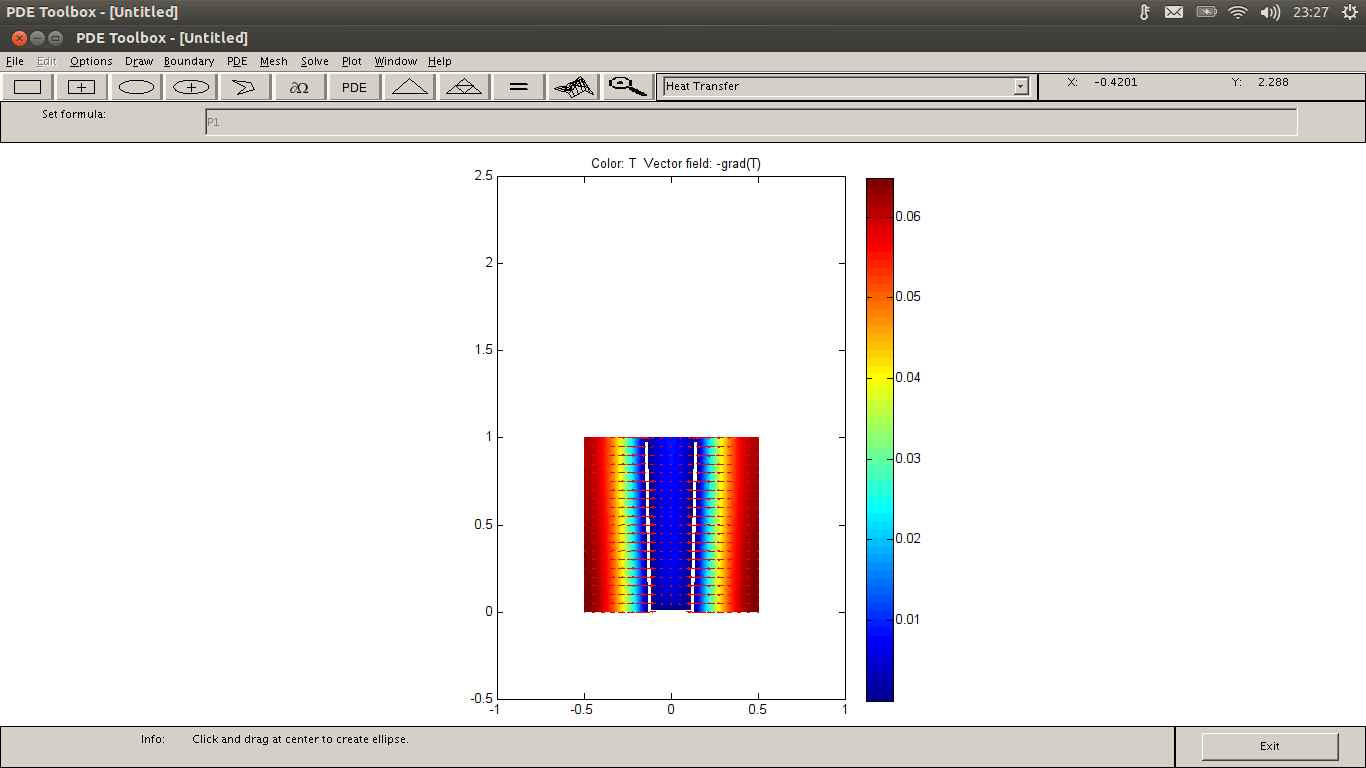 PDE Toolbox - [Untitled]
23:27
PDE Toolbox - [Untitled]
File Edit Options Draw Boundary PDE Mesh Solve Plot Window Help
∂Ω PDE = Heat Transfer X: -0.4201 Y: 2.288
Set formula: P1
Color: T Vector field: -grad(T)
2.5
2
1.5
1
0.5
0
-0.5
-1 -0.5 0 0.5 1
0.06
0.05
0.04
0.03
0.02
0.01
Info: Click and drag at center to create ellipse.
Exit